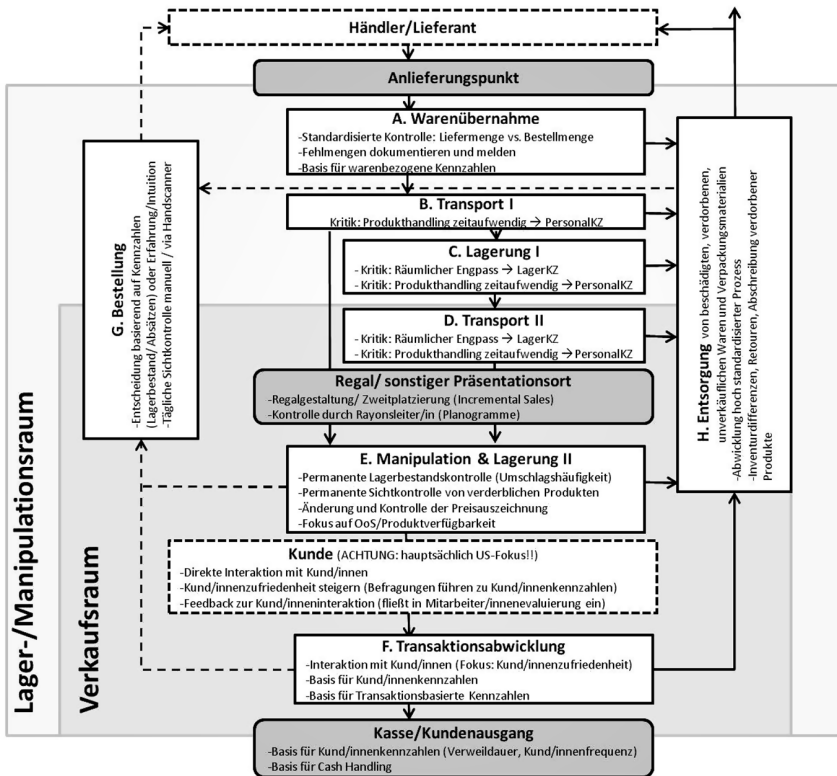 Händler/Lieferant
Anlieferungspunkt
A. Warenübernahme
-Standardisierte Kontrolle: Liefermenge vs. Bestellmenge
-Fehlmengen dokumentieren und melden
-Basis für warenbezogene Kennzahlen
B. Transport I
Kritik: Produkthandling zeitaufwendig → PersonalKZ
C. Lagerung I
- Kritik: Räumlicher Engpass → LagerKZ
- Kritik: Produkthandling zeitaufwendig → PersonalKZ
D. Transport II
- Kritik: Räumlicher Engpass → LagerKZ
- Kritik: Produkthandling zeitaufwendig → PersonalKZ
Regal/ sonstiger Präsentationsort
-Regalgestaltung/ Zweitplatzierung (Incremental Sales)
-Kontrolle durch Rayonsleiter/in (Planogramme)
E. Manipulation & Lagerung II
-Permanente Lagerbestandskontrolle (Umschlagshäufigkeit)
-Permanente Sichtkontrolle von verderblichen Produkten
-Änderung und Kontrolle der Preisauszeichnung
-Fokus auf OoS/Produktverfügbarkeit
Kunde (ACHTUNG: hauptsächlich US-Fokus!!)
-Direkte Interaktion mit Kund/innen
-Kund/innenzufriedenheit steigern (Befragungen führen zu Kund/innenkennzahlen)
-Feedback zur Kund/inneninteraktion (fließt in Mitarbeiter/innenevaluierung ein)
F. Transaktionsabwicklung
-Interaktion mit Kund/innen (Fokus: Kund/innenzufriedenheit)
-Basis für Kund/innenkennzahlen
-Basis für Transaktionsbasierte Kennzahlen
Kasse/Kundenausgang
-Basis für Kund/innenkennzahlen (Verweildauer, Kund/innenfrequenz)
-Basis für Cash Handling
G. Bestellung
-Entscheidung basierend auf Kennzahlen
(Lagerbestand/ Absätzen) oder Erfahrung/Intuition
-Tägliche Sichtkontrolle manuell / via Handscanner
H. Entsorgung von beschädigten, verdorbenen,
unverkäuflichen Waren und Verpackungsmaterialien
-Abwicklung hoch standardisierter Prozess
-Inventurdifferenzen, Retouren, Abschreibung verdorbener
Produkte
Lager-/Manipulationsraum
Verkaufsraum